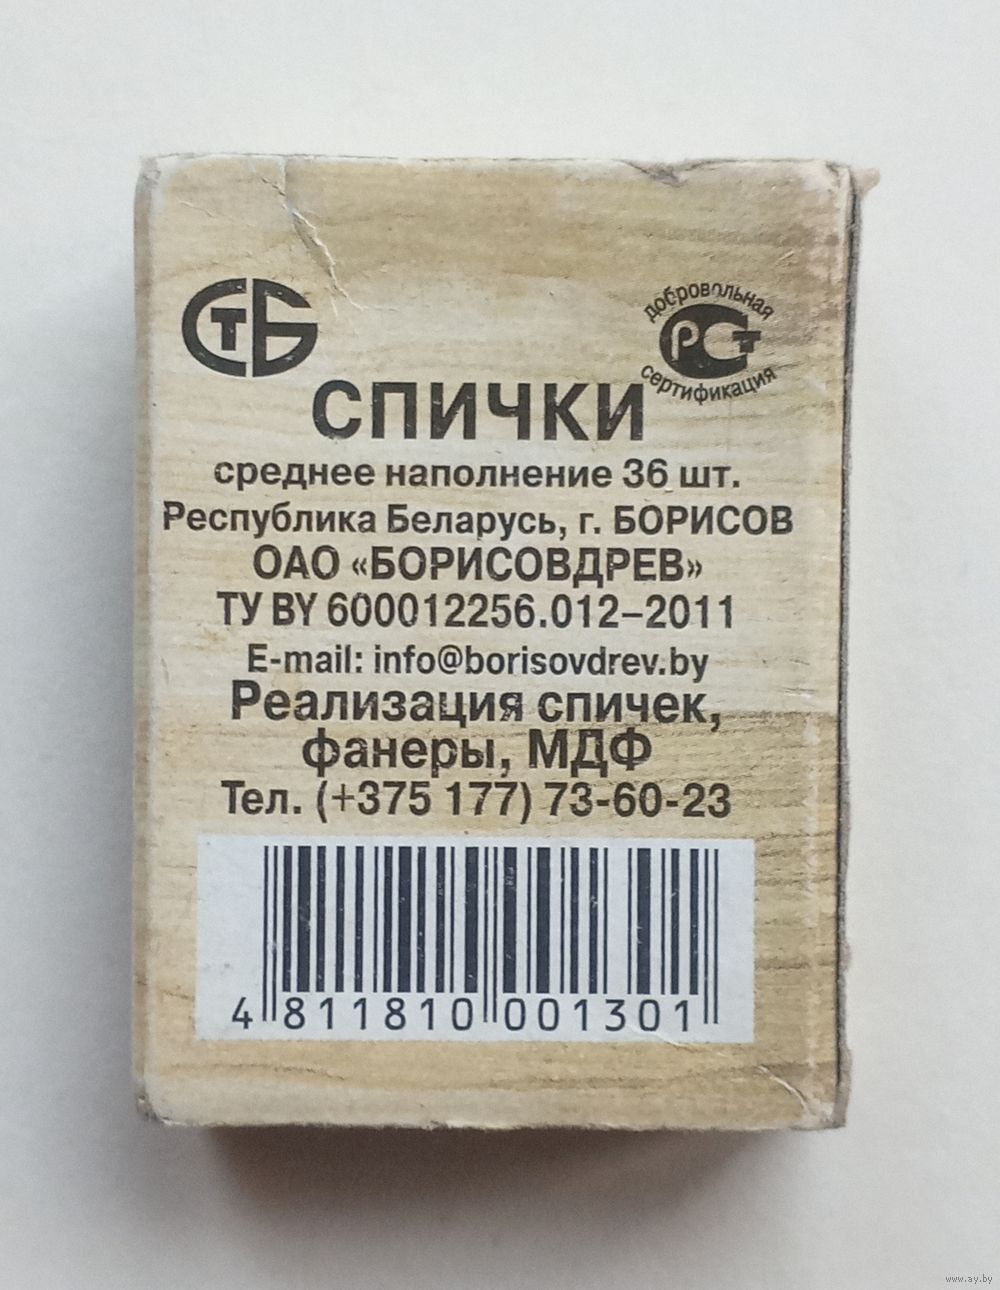 СТБ
добровольная
РСТ
сертификация
СПИЧКИ
среднее наполнение 36 шт.
Республика Беларусь, г. БОРИСОВ
ОАО «БОРИСОВДРЕВ»
ТУ BY 600012256.012–2011
E-mail: info@borisovdrev.by
Реализация спичек,
фанеры, МДФ
Тел. (+375 177) 73-60-23
4 811810 001301
www.ay.by